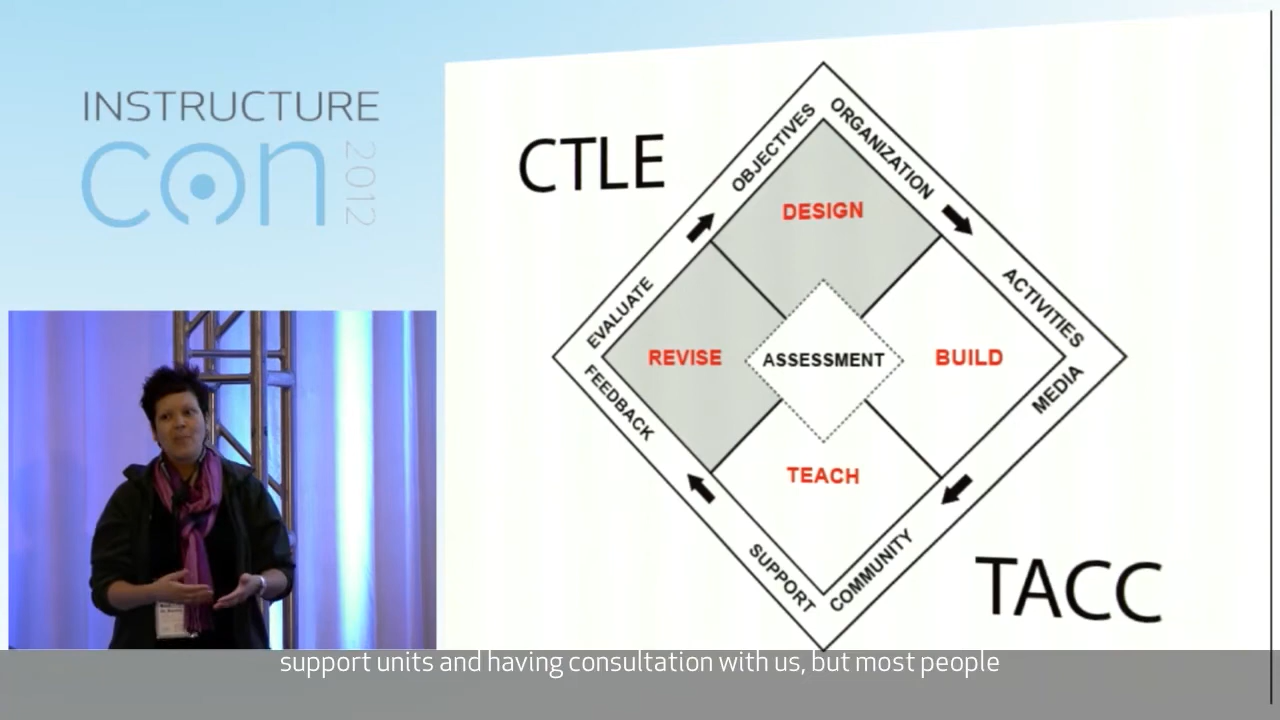 INSTRUCTURE
con
2012
CTLE
TACC
OBJECTIVES
ORGANIZATION
ACTIVITIES
MEDIA
COMMUNITY
SUPPORT
FEEDBACK
EVALUATE
DESIGN
REVISE
ASSESSMENT
BUILD
TEACH
support units and having consultation with us, but most people